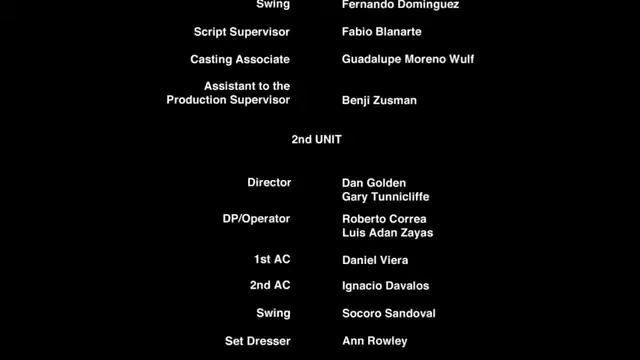 Swing Fernando Dominguez
Script Supervisor Fabio Blanarte
Casting Associate Guadalupe Moreno Wulf
Assistant to the
Production Supervisor Benji Zusman
2nd UNIT
Director Dan Golden
Gary Tunnicliffe
DP/Operator Roberto Correa
Luis Adan Zayas
1st AC Daniel Viera
2nd AC Ignacio Davalos
Swing Socoro Sandoval
Set Dresser Ann Rowley